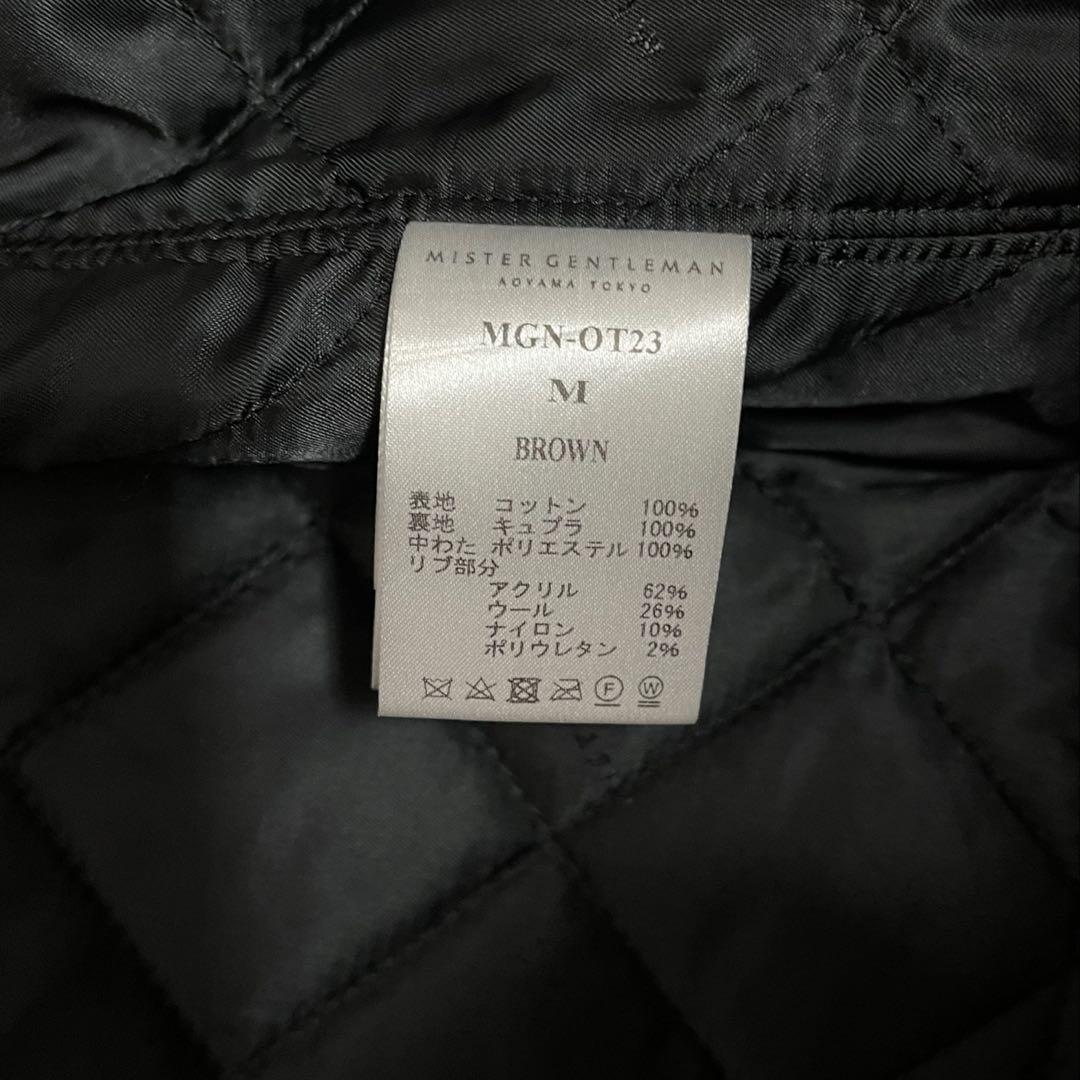 MISTER GENTLEMAN
AOYAMA TOKYO
MGN-OT23
M
BROWN
表地 コットン 100%
裏地 キュプラ 100%
中わた ポリエステル 100%
リブ部分
アクリル 62%
ウール 26%
ナイロン 10%
ポリウレタン 2%
F W